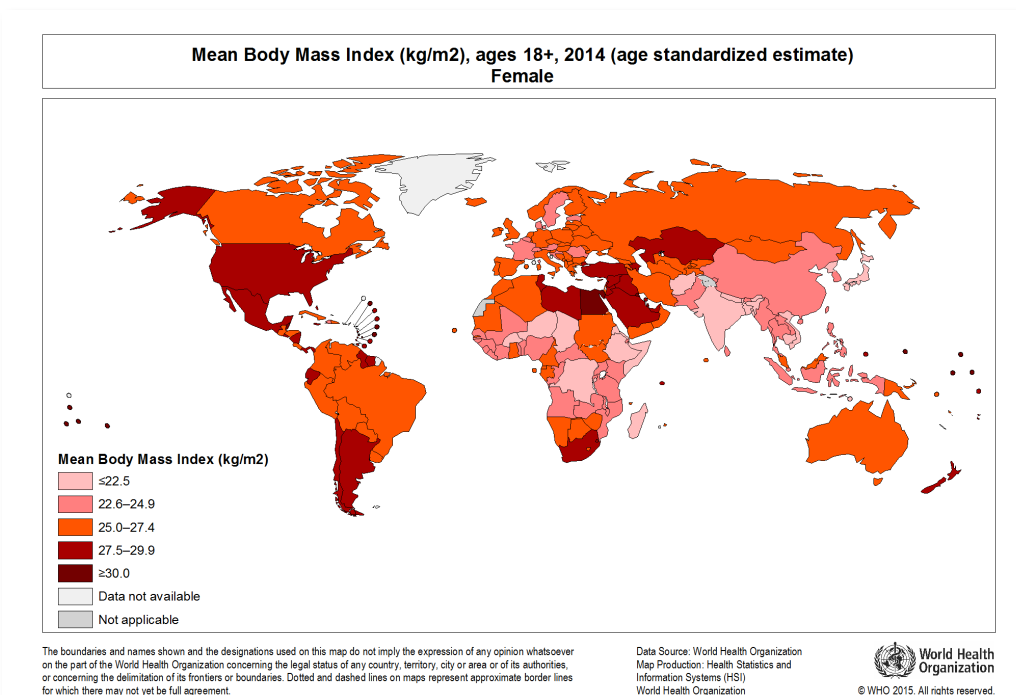 Mean Body Mass Index (kg/m2), ages 18+, 2014 (age standardized estimate)
Female
Mean Body Mass Index (kg/m2)
≤22.5
22.6–24.9
25.0–27.4
27.5–29.9
≥30.0
Data not available
Not applicable
The boundaries and names shown and the designations used on this map do not imply the expression of any opinion whatsoever
on the part of the World Health Organization concerning the legal status of any country, territory, city or area or of its authorities,
or concerning the delimitation of its frontiers or boundaries. Dotted and dashed lines on maps represent approximate border lines
for which there may not yet be full agreement.
Data Source: World Health Organization
Map Production: Health Statistics and
Information Systems (HSI)
World Health Organization
World Health
Organization
© WHO 2015. All rights reserved.